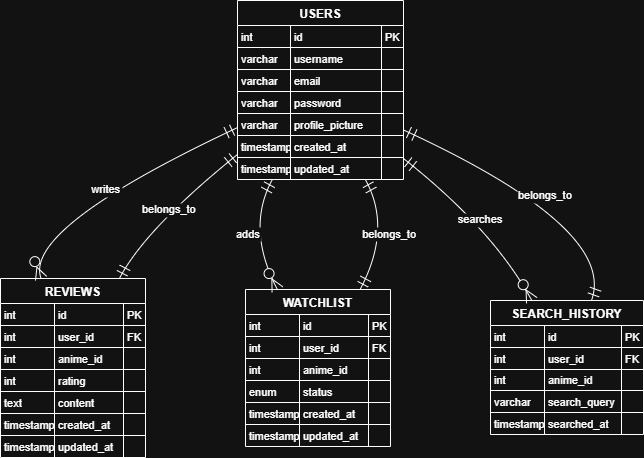 USERS
int id PK
varchar username
varchar email
varchar password
varchar profile_picture
timestamp created_at
timestamp updated_at
writes
belongs_to
adds
belongs_to
searches
belongs_to
REVIEWS
int id PK
int user_id FK
int anime_id
int rating
text content
timestamp created_at
timestamp updated_at
WATCHLIST
int id PK
int user_id FK
int anime_id
enum status
timestamp created_at
timestamp updated_at
SEARCH_HISTORY
int id PK
int user_id FK
int anime_id
varchar search_query
timestamp searched_at